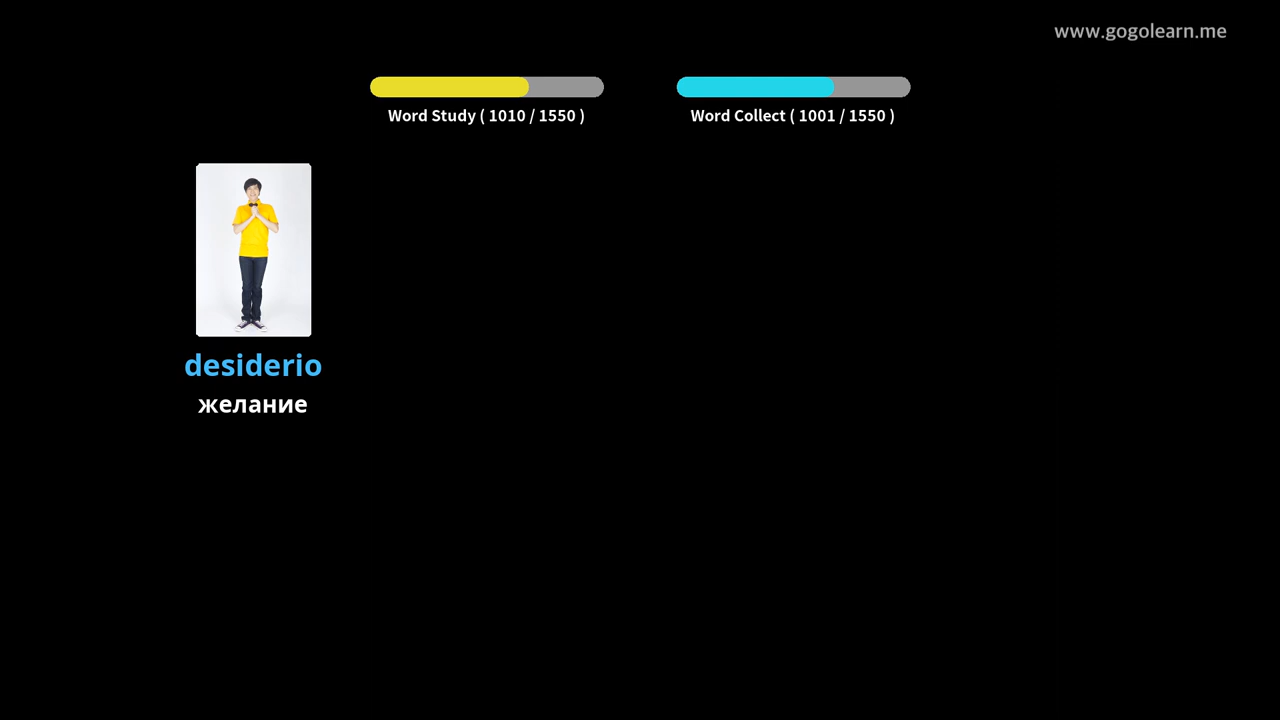 www.gogolearn.me
Word Study ( 1010 / 1550 )
Word Collect ( 1001 / 1550 )
desiderio
желание